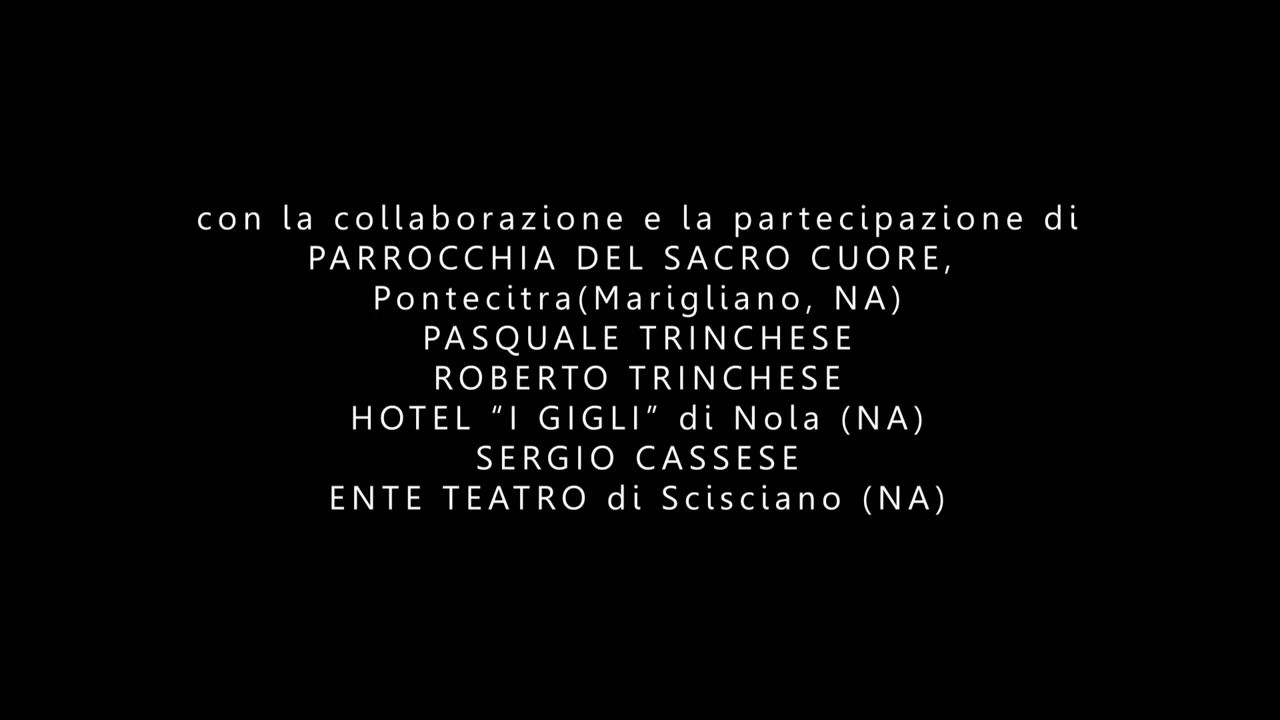 con la collaborazione e la partecipazione di
PARROCCHIA DEL SACRO CUORE,
Pontecitra(Marigliano, NA)
PASQUALE TRINCHESE
ROBERTO TRINCHESE
HOTEL “I GIGLI” di Nola (NA)
SERGIO CASSESE
ENTE TEATRO di Scisciano (NA)